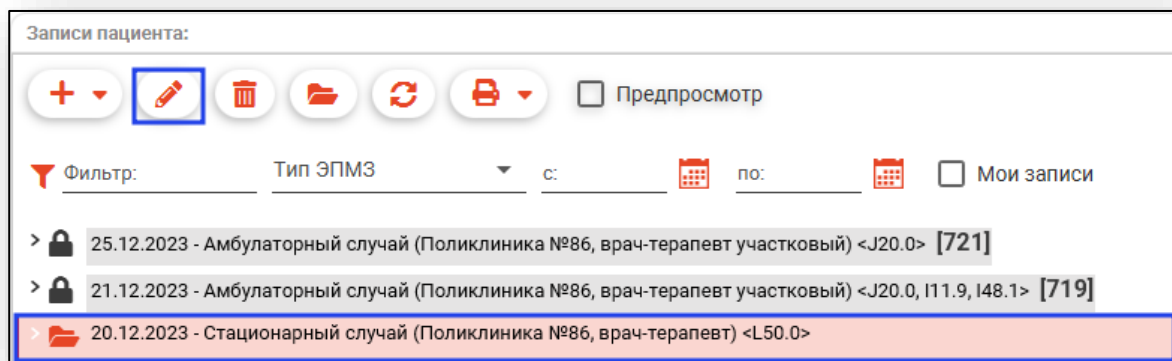 Записи пациента:
Предпросмотр
Фильтр: Тип ЭПМЗ с: по: Мои записи
25.12.2023 - Амбулаторный случай (Поликлиника №86, врач-терапевт участковый) <J20.0> [721]
21.12.2023 - Амбулаторный случай (Поликлиника №86, врач-терапевт участковый) <J20.0, I11.9, I48.1> [719]
20.12.2023 - Стационарный случай (Поликлиника №86, врач-терапевт) <L50.0>